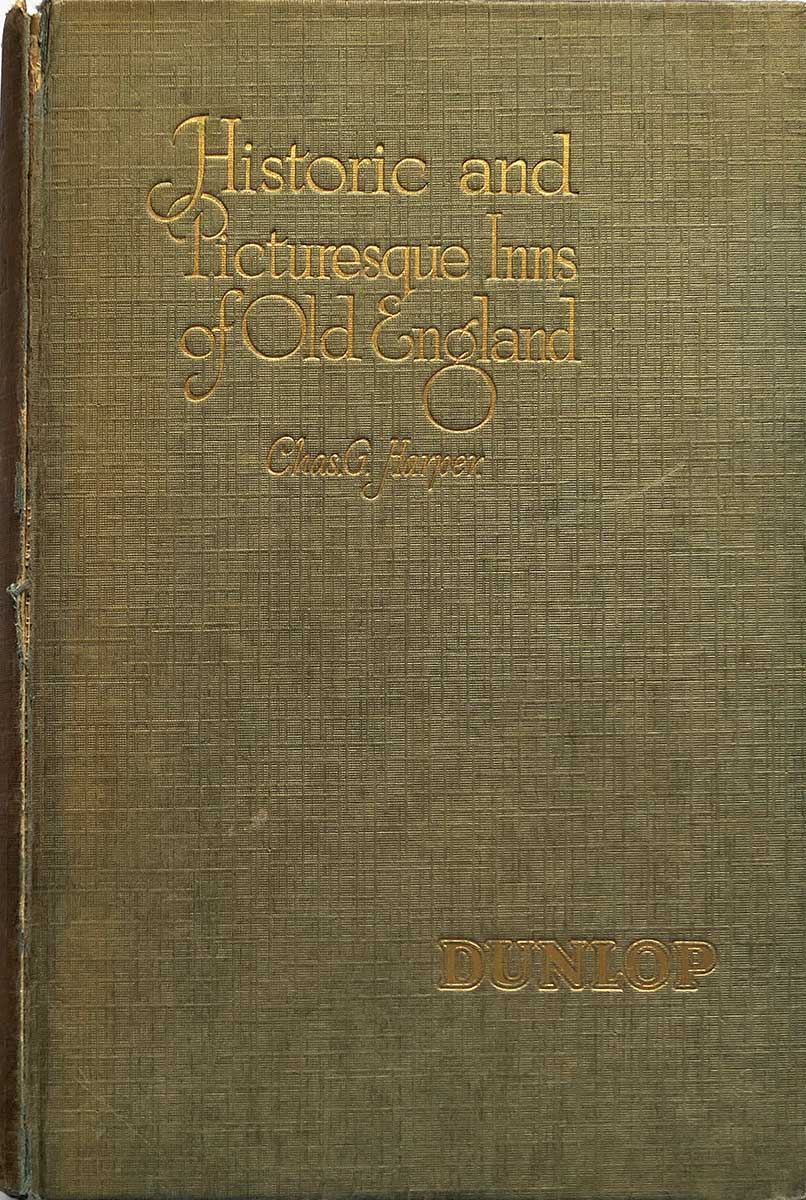 Historic and
Picturesque Inns
of Old England
Chas. G. Harper
DUNLOP